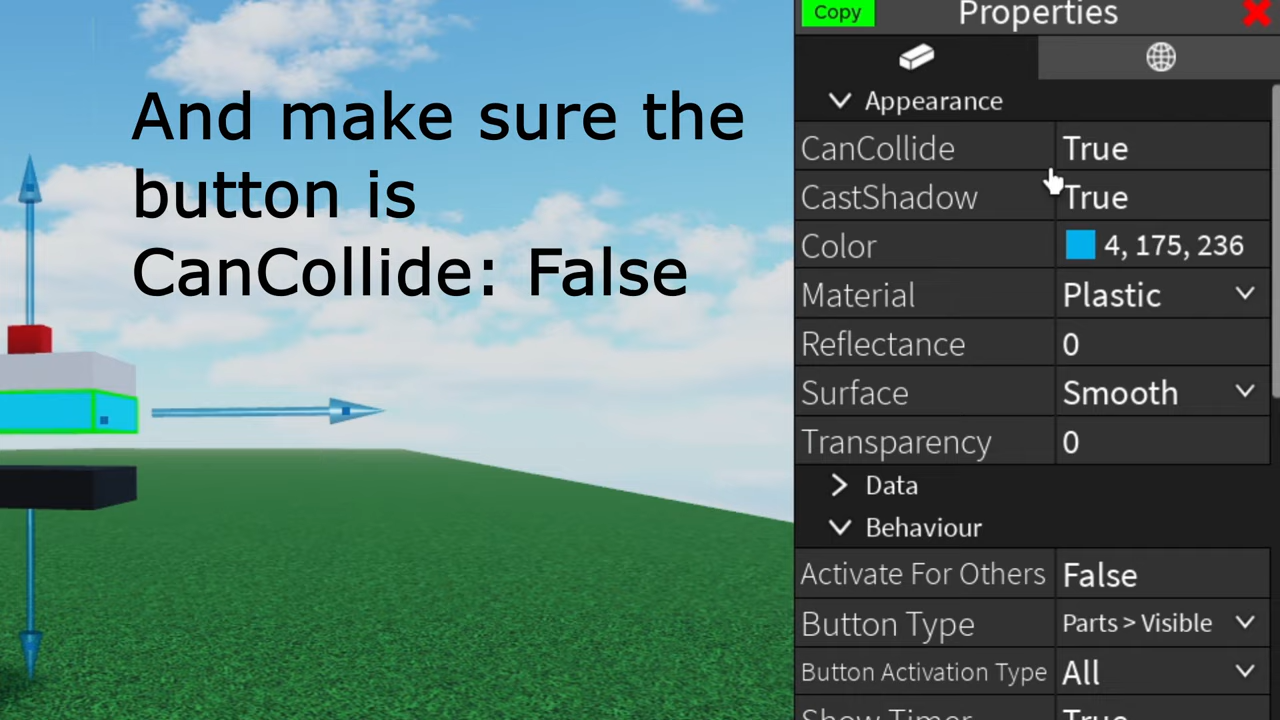 And make sure the
button is
CanCollide: False
Copy
Properties
Appearance
CanCollide True
CastShadow True
Color 4, 175, 236
Material Plastic
Reflectance 0
Surface Smooth
Transparency 0
Data
Behaviour
Activate For Others False
Button Type Parts > Visible
Button Activation Type All
Show Timer True